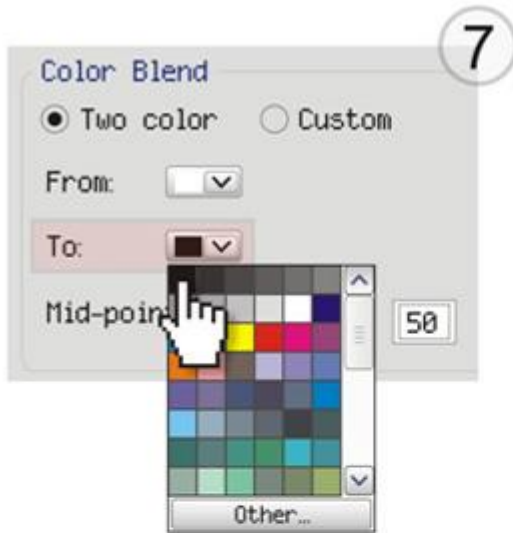 7
Color Blend
Two color Custom
From:
To:
Mid-poin 50
Other...